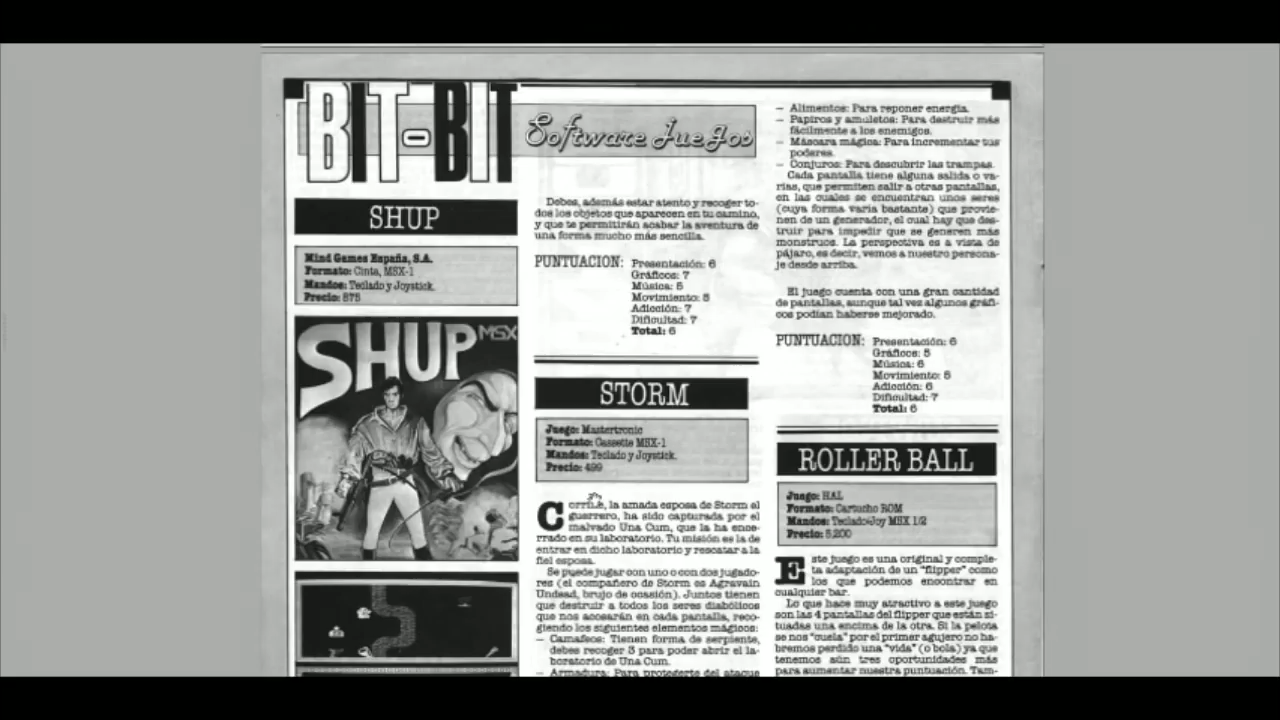 BIT-BIT
Software Juegos
SHUP
Mind Games España, S.A.
Formato: Cinta, MSX-1
Mandos: Teclado y Joystick.
Precio: 875
SHUP MSX
Debes, además estar atento y recoger to-
dos los objetos que aparecen en tu camino,
y que te permitirán acabar la aventura de
una forma mucho más sencilla.
PUNTUACION: Presentación: 6
Gráficos: 7
Música: 5
Movimiento: 5
Adicción: 7
Dificultad: 7
Total: 6
STORM
Juego: Mastertronic
Formato: Cassette MSX-1
Mandos: Teclado y Joystick.
Precio: 499
Corrine, la amada esposa de Storm el
guerrero, ha sido capturada por el
malvado Una Cum, que la ha ence-
rrado en su laboratorio. Tu misión es la de
entrar en dicho laboratorio y rescatar a la
fiel esposa.
Se puede jugar con uno o con dos jugado-
res (el compañero de Storm es Agravain
Undead, brujo de ocasión). Juntos tienen
que destruir a todos los seres diabólicos
que nos acosarán en cada pantalla, reco-
giendo los siguientes elementos mágicos:
— Camafeos: Tienen forma de serpiente,
debes recoger 3 para poder abrir el la-
boratorio de Una Cum.
— Armadura: Para protegerte del ataque
— Alimentos: Para reponer energía.
— Papiros y amuletos: Para destruir más
fácilmente a los enemigos.
— Máscara mágica: Para incrementar tus
poderes.
— Conjuros: Para descubrir las trampas.
Cada pantalla tiene alguna salida o va-
rias, que permiten salir a otras pantallas,
en las cuales se encuentran unos seres
(cuya forma varía bastante) que provie-
nen de un generador, el cual hay que des-
truir para impedir que se generen más
monstruos. La perspectiva es a vista de
pájaro, es decir, vemos a nuestro persona-
je desde arriba.
El juego cuenta con una gran cantidad
de pantallas, aunque tal vez algunos gráfi-
cos podían haberse mejorado.
PUNTUACION: Presentación: 6
Gráficos: 5
Música: 6
Movimiento: 5
Adicción: 6
Dificultad: 7
Total: 6
ROLLER BALL
Juego: HAL
Formato: Cartucho ROM
Mandos: Teclado/Joy MSX 1/2
Precio: 5,200
Este juego es una original y comple-
ta adaptación de un "flipper" como
los que podemos encontrar en
cualquier bar.
Lo que hace muy atractivo a este juego
son las 4 pantallas del flipper que están si-
tuadas una encima de la otra. Si la pelota
se nos "cuela" por el primer agujero no ha-
bremos perdido una "vida" (o bola) ya que
tenemos aún tres oportunidades más
para aumentar nuestra puntuación. Tam-